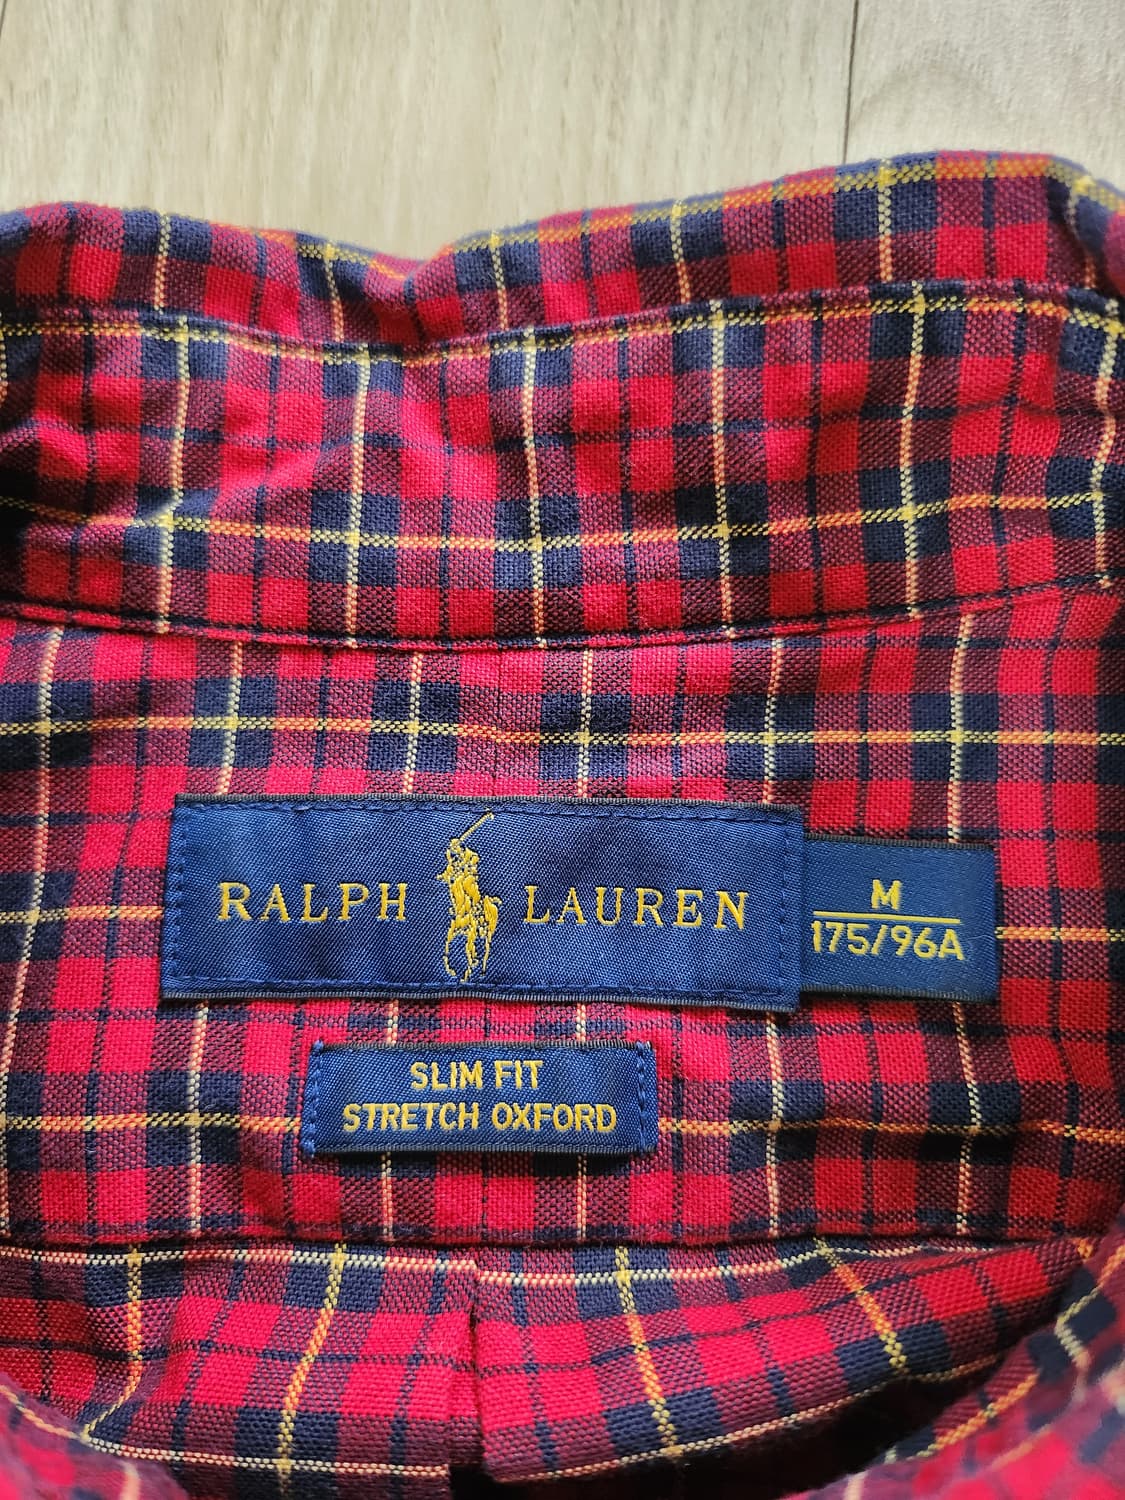 RALPH LAUREN
M
175/96A
SLIM FIT
STRETCH OXFORD